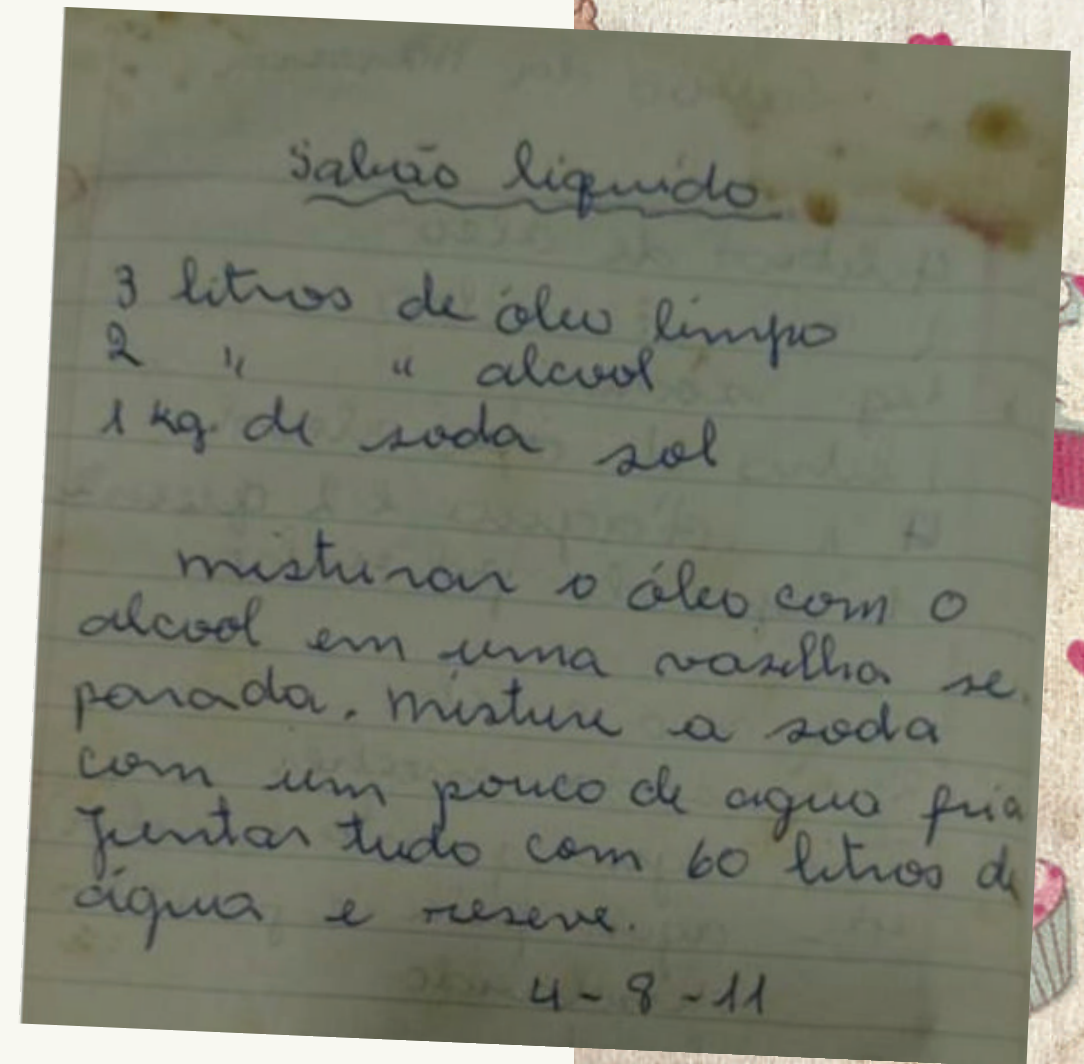 Sabão liquido
3 litros de óleo limpo
2 " " alcool
1 kg. de soda sol
misturar o óleo com o
alcool em uma vasilha se.
parada. misture a soda
com um pouco de agua fria
Juntar tudo com 60 litros de
água e reserve.
4-8-11